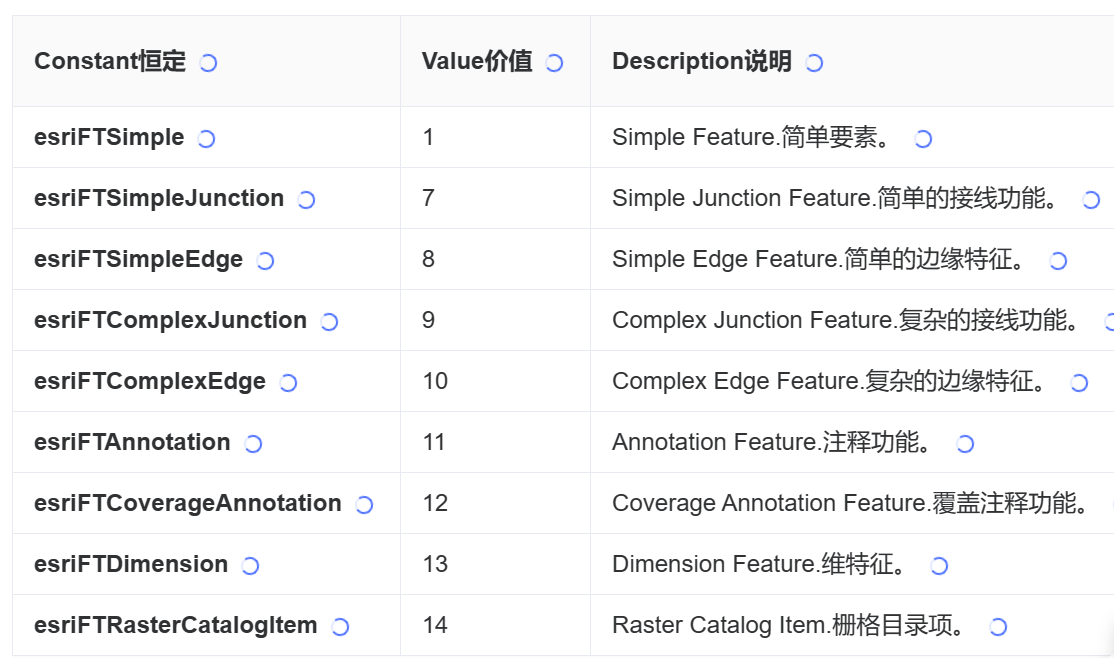 Constant恒定 Value价值 Description说明
esriFTSimple 1 Simple Feature.简单要素。
esriFTSimpleJunction 7 Simple Junction Feature.简单的接线功能。
esriFTSimpleEdge 8 Simple Edge Feature.简单的边缘特征。
esriFTComplexJunction 9 Complex Junction Feature.复杂的接线功能。
esriFTComplexEdge 10 Complex Edge Feature.复杂的边缘特征。
esriFTAnnotation 11 Annotation Feature.注释功能。
esriFTCoverageAnnotation 12 Coverage Annotation Feature.覆盖注释功能。
esriFTDimension 13 Dimension Feature.维特征。
esriFTRasterCatalogItem 14 Raster Catalog Item.栅格目录项。